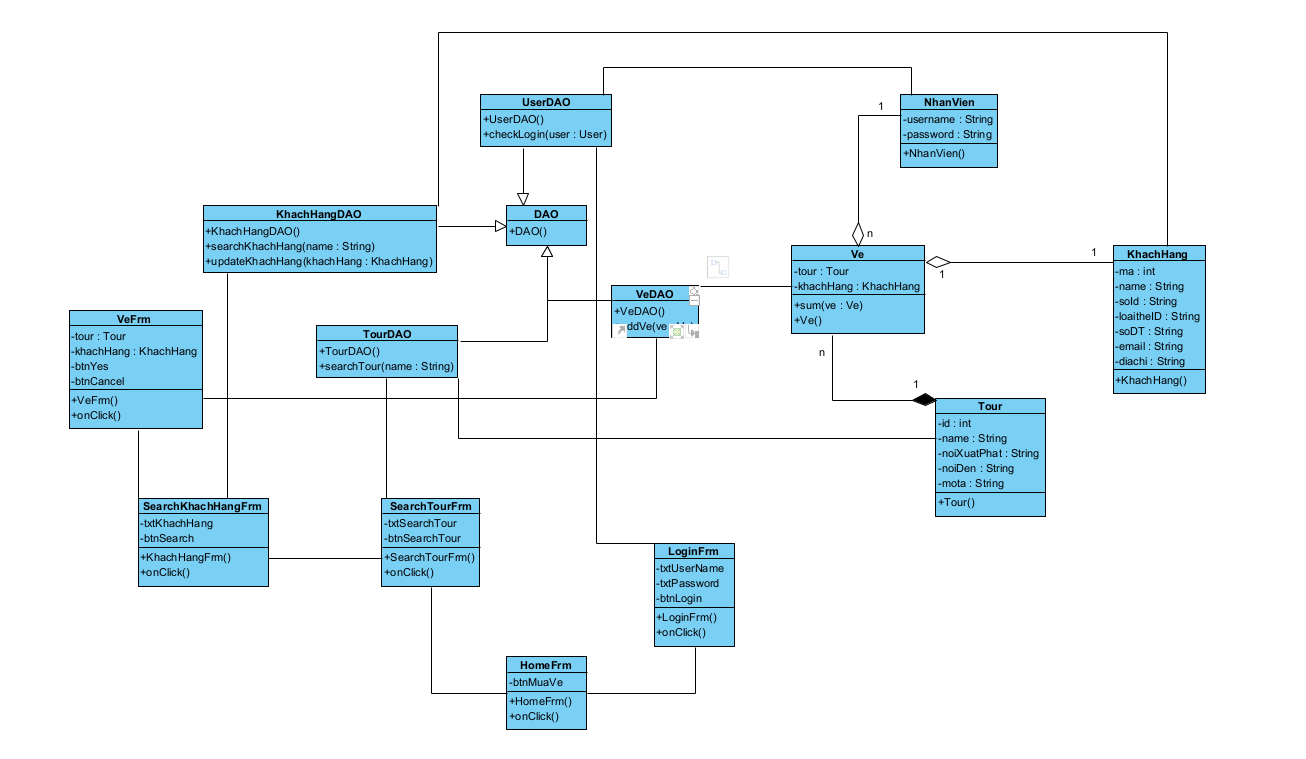 UserDAO
+UserDAO()
+checkLogin(user : User)
NhanVien
-username : String
-password : String
+NhanVien()
1
n
KhachHangDAO
+KhachHangDAO()
+searchKhachHang(name : String)
+updateKhachHang(khachHang : KhachHang)
DAO
+DAO()
Ve
-tour : Tour
-khachHang : KhachHang
+sum(ve : Ve)
+Ve()
1
1
KhachHang
-ma : int
-name : String
-soId : String
-loaitheID : String
-soDT : String
-email : String
-diachi : String
+KhachHang()
VeDAO
+VeDAO()
ddVe(ve
VeFrm
-tour : Tour
-khachHang : KhachHang
-btnYes
-btnCancel
+VeFrm()
+onClick()
TourDAO
+TourDAO()
+searchTour(name : String)
n
1
Tour
-id : int
-name : String
-noiXuatPhat : String
-noiDen : String
-mota : String
+Tour()
SearchKhachHangFrm
-txtKhachHang
-btnSearch
+KhachHangFrm()
+onClick()
SearchTourFrm
-txtSearchTour
-btnSearchTour
+SearchTourFrm()
+onClick()
LoginFrm
-txtUserName
-txtPassword
-btnLogin
+LoginFrm()
+onClick()
HomeFrm
-btnMuaVe
+HomeFrm()
+onClick()